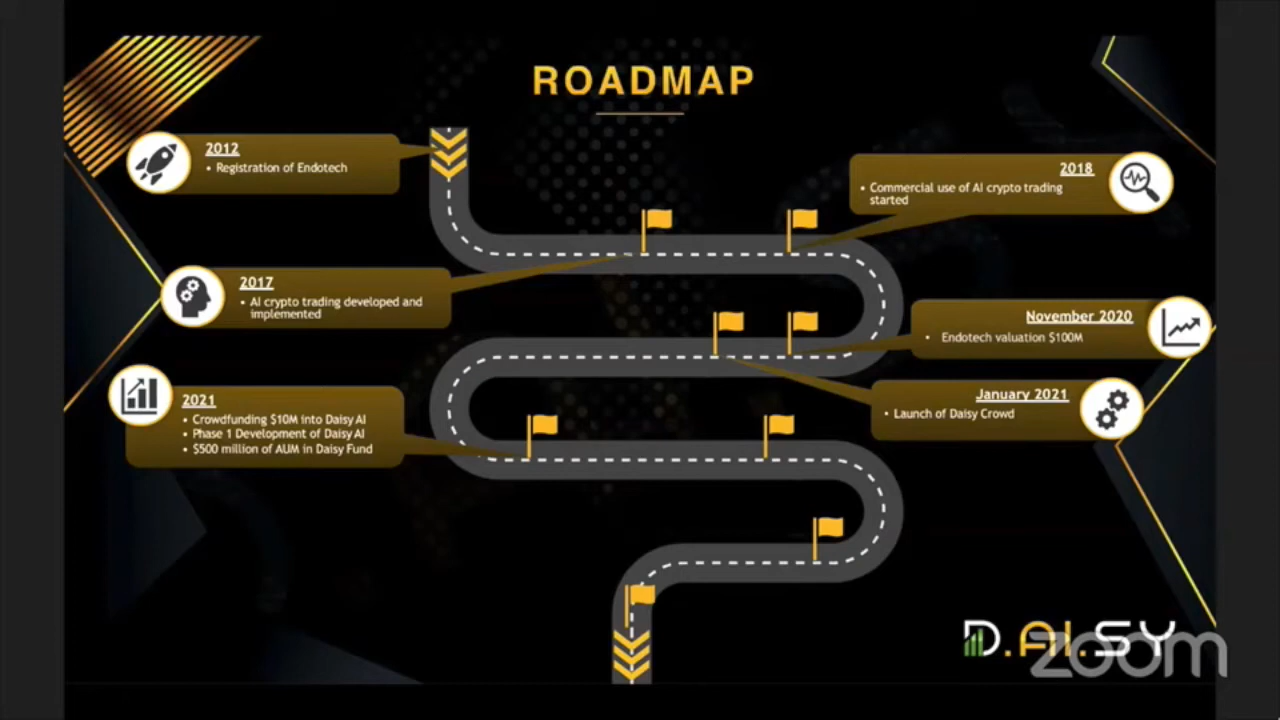 ROADMAP
2012
• Registration of Endotech
2018
• Commercial use of AI crypto trading
started
2017
• AI crypto trading developed and
implemented
November 2020
• Endotech valuation $100M
January 2021
• Launch of Daisy Crowd
2021
• Crowdfunding $10M into Daisy AI
• Phase 1 Development of Daisy AI
• $500 million of AUM in Daisy Fund
D.AI.SY
zoom